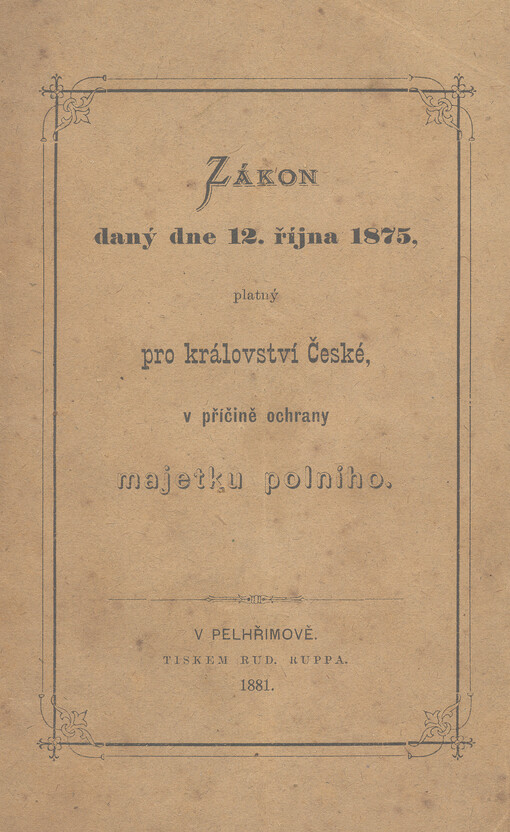 Zákon
daný dne 12. října 1875,
platný
pro království České,
v příčině ochrany
majetku polního.
V PELHŘIMOVĚ.
TISKEM RUD. RUPPA.
1881.